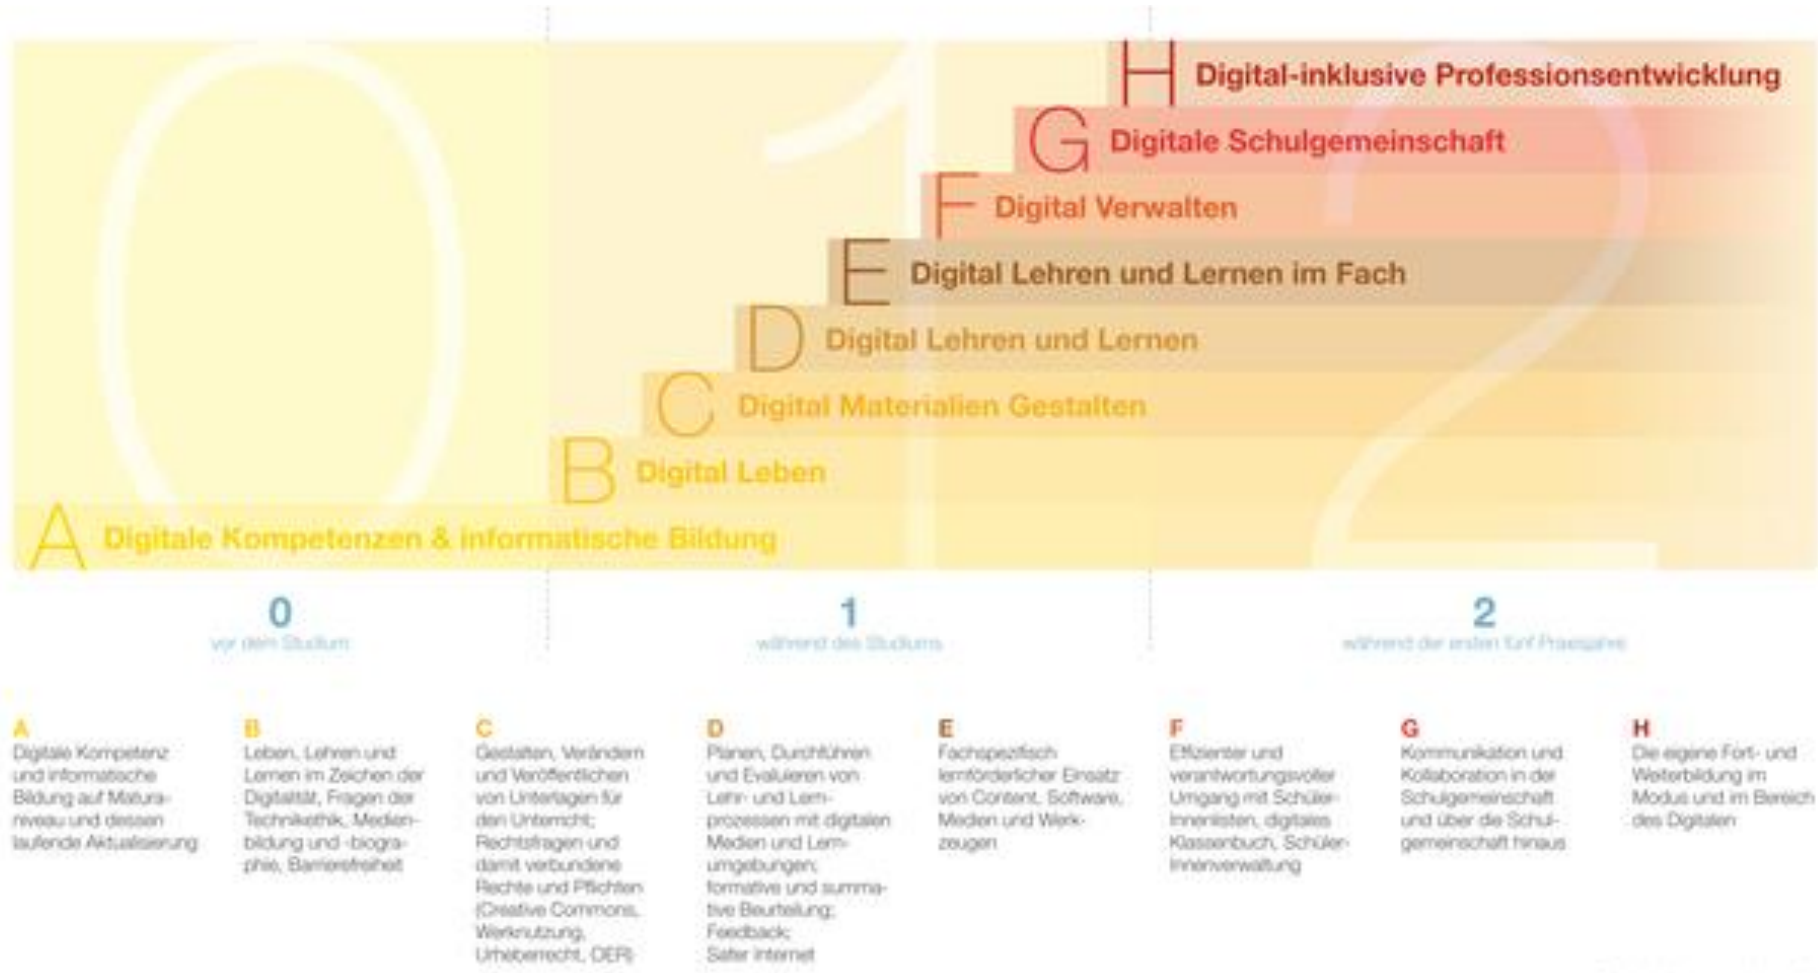 0 1 2
H Digital-inklusive Professionsentwicklung
G Digitale Schulgemeinschaft
F Digital Verwalten
E Digital Lehren und Lernen im Fach
D Digital Lehren und Lernen
C Digital Materialien Gestalten
B Digital Leben
A Digitale Kompetenzen & informatische Bildung
0
vor dem Studium
1
während des Studiums
2
während der ersten fünf Praxisjahre
A
Digitale Kompetenz
und informatische
Bildung auf Matura-
niveau und dessen
laufende Aktualisierung
B
Leben, Lehren und
Lernen im Zeichen der
Digitalität, Fragen der
Technikethik, Medien-
bildung und -biogra-
phie, Barrierefreiheit
C
Gestalten, Verändern
und Veröffentlichen
von Unterlagen für
den Unterricht;
Rechtsfragen und
damit verbundene
Rechte und Pflichten
(Creative Commons,
Werknutzung,
Urheberrecht, OER)
D
Planen, Durchführen
und Evaluieren von
Lehr- und Lern-
prozessen mit digitalen
Medien und Lern-
umgebungen;
formative und summa-
tive Beurteilung;
Feedback;
Safer Internet
E
Fachspezifisch
lernförderlicher Einsatz
von Content, Software,
Medien und Werk-
zeugen
F
Effizienter und
verantwortungsvoller
Umgang mit Schüler-
Innenlisten, digitales
Klassenbuch, Schüler-
Innenverwaltung
G
Kommunikation und
Kollaboration in der
Schulgemeinschaft
und über die Schul-
gemeinschaft hinaus
H
Die eigene Fort- und
Weiterbildung im
Modus und im Bereich
des Digitalen